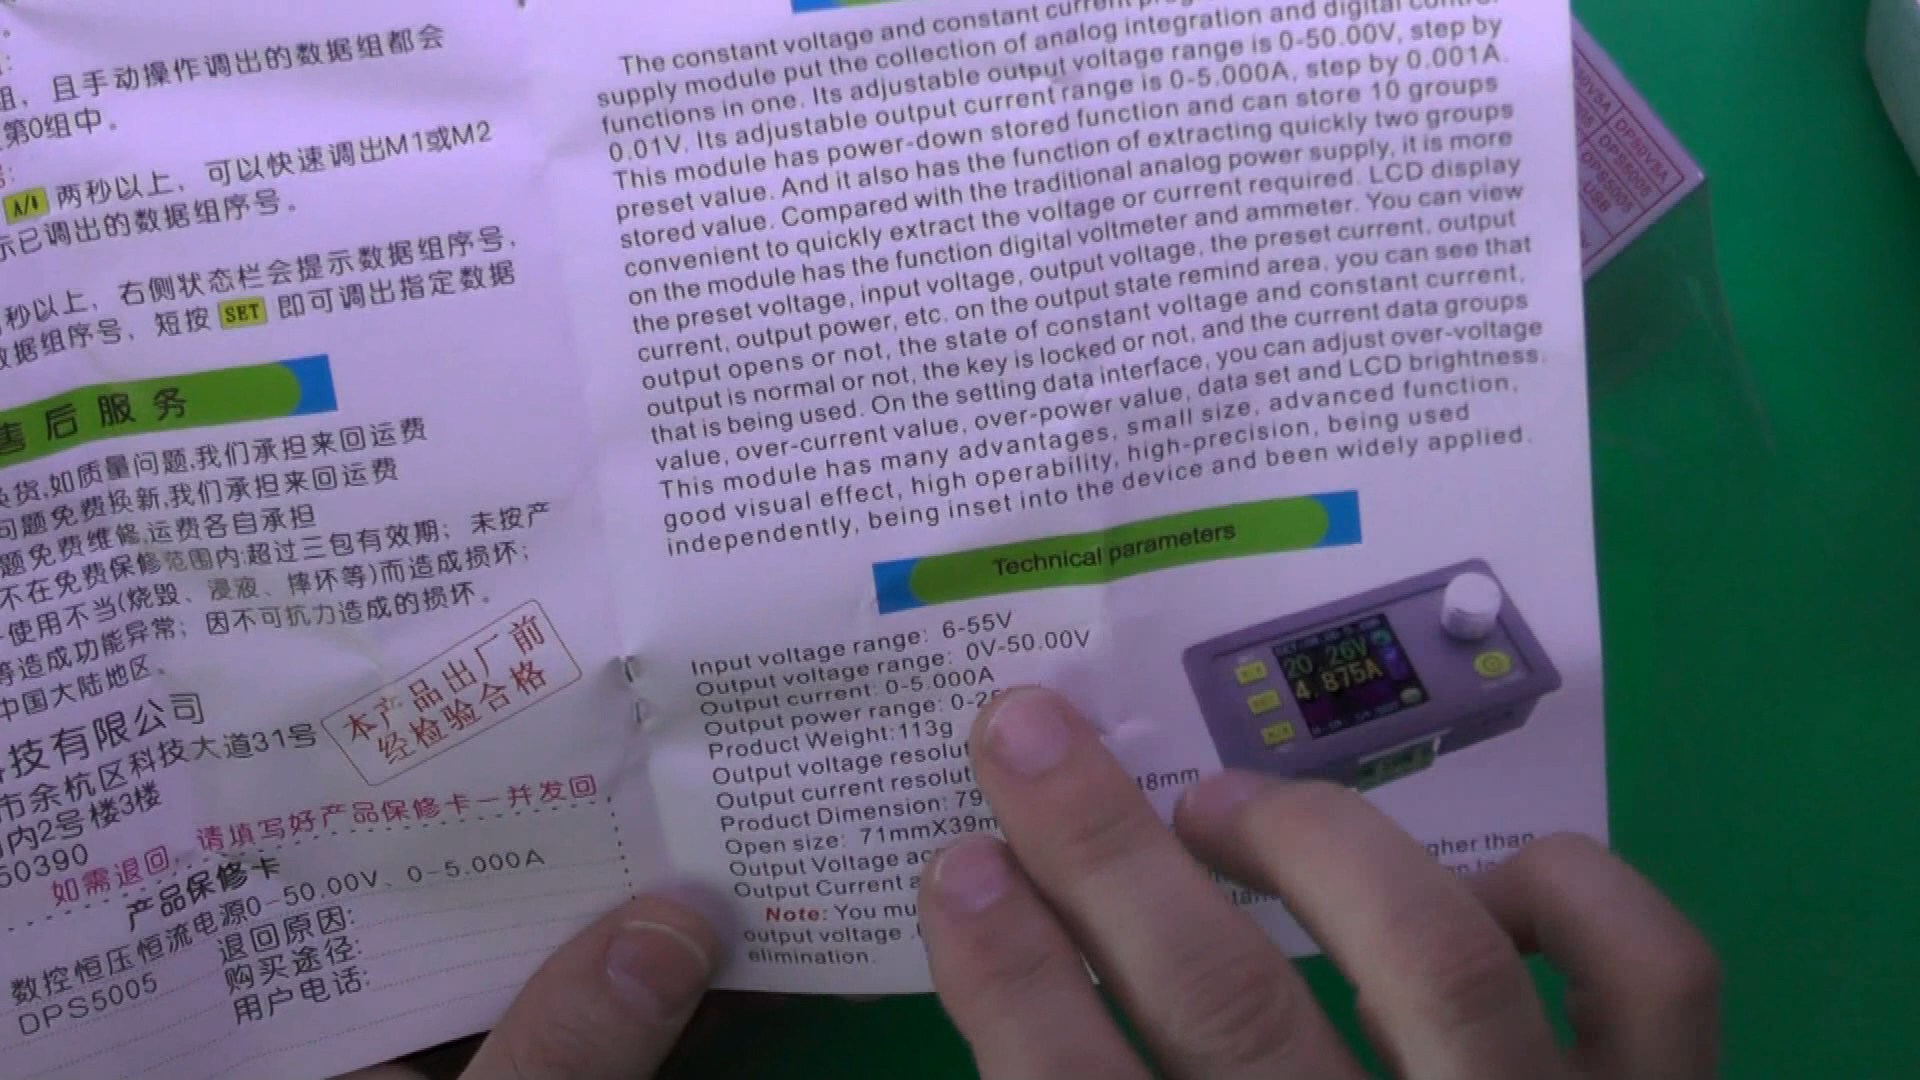 组，且手动操作调出的数据组都会
第0组中。
A/⬇ 两秒以上，可以快速调出M1或M2
示已调出的数据组序号。
秒以上，右侧状态栏会提示数据组序号，
数据组序号，短按 SET 即可调出指定数据
售后服务
换货,如质量问题,我们承担来回运费
问题免费换新,我们承担来回运费
题免费维修,运费各自承担
不在免费保修范围内:超过三包有效期；未按产
使用不当(烧毁、浸液、摔坏等)而造成损坏；
等造成功能异常；因不可抗力造成的损坏。
中国大陆地区。
技有限公司
市余杭区科技大道31号
内2号楼3楼
50390
本产品出厂前
经检验合格
如需退回，请填写好产品保修卡一并发回
产品保修卡
数控恒压恒流电源0-50.00V、0-5.000A
DPS5005
退回原因:
购买途径:
用户电话:
The constant voltage and constant current
supply module put the collection of analog integration and digital
functions in one. Its adjustable output voltage range is 0-50.00V, step by
0.01V. Its adjustable output current range is 0-5.000A, step by 0.001A.
This module has power-down stored function and can store 10 groups
preset value. And it also has the function of extracting quickly two groups
stored value. Compared with the traditional analog power supply, it is more
convenient to quickly extract the voltage or current required. LCD display
on the module has the function digital voltmeter and ammeter. You can view
the preset voltage, input voltage, output voltage, the preset current, output
current, output power, etc. on the output state remind area, you can see that
output opens or not, the state of constant voltage and constant current,
output is normal or not, the key is locked or not, and the current data groups
that is being used. On the setting data interface, you can adjust over-voltage
value, over-current value, over-power value, data set and LCD brightness.
This module has many advantages, small size, advanced function,
good visual effect, high operability, high-precision, being used
independently, being inset into the device and been widely applied.
Technical parameters
Input voltage range: 6-55V
Output voltage range: 0V-50.00V
Output current: 0-5.000A
Output power range: 0-2
Product Weight:113g
Output voltage
Output current
Product Dimension: 79
48mm
Open size: 71mmX39m
Output Voltage
Output Current
gher than
Note: You
output voltage
elimination.
20.26V
4.875A
50V5A DPS50V5A
DPS5005
DPS5005
USB